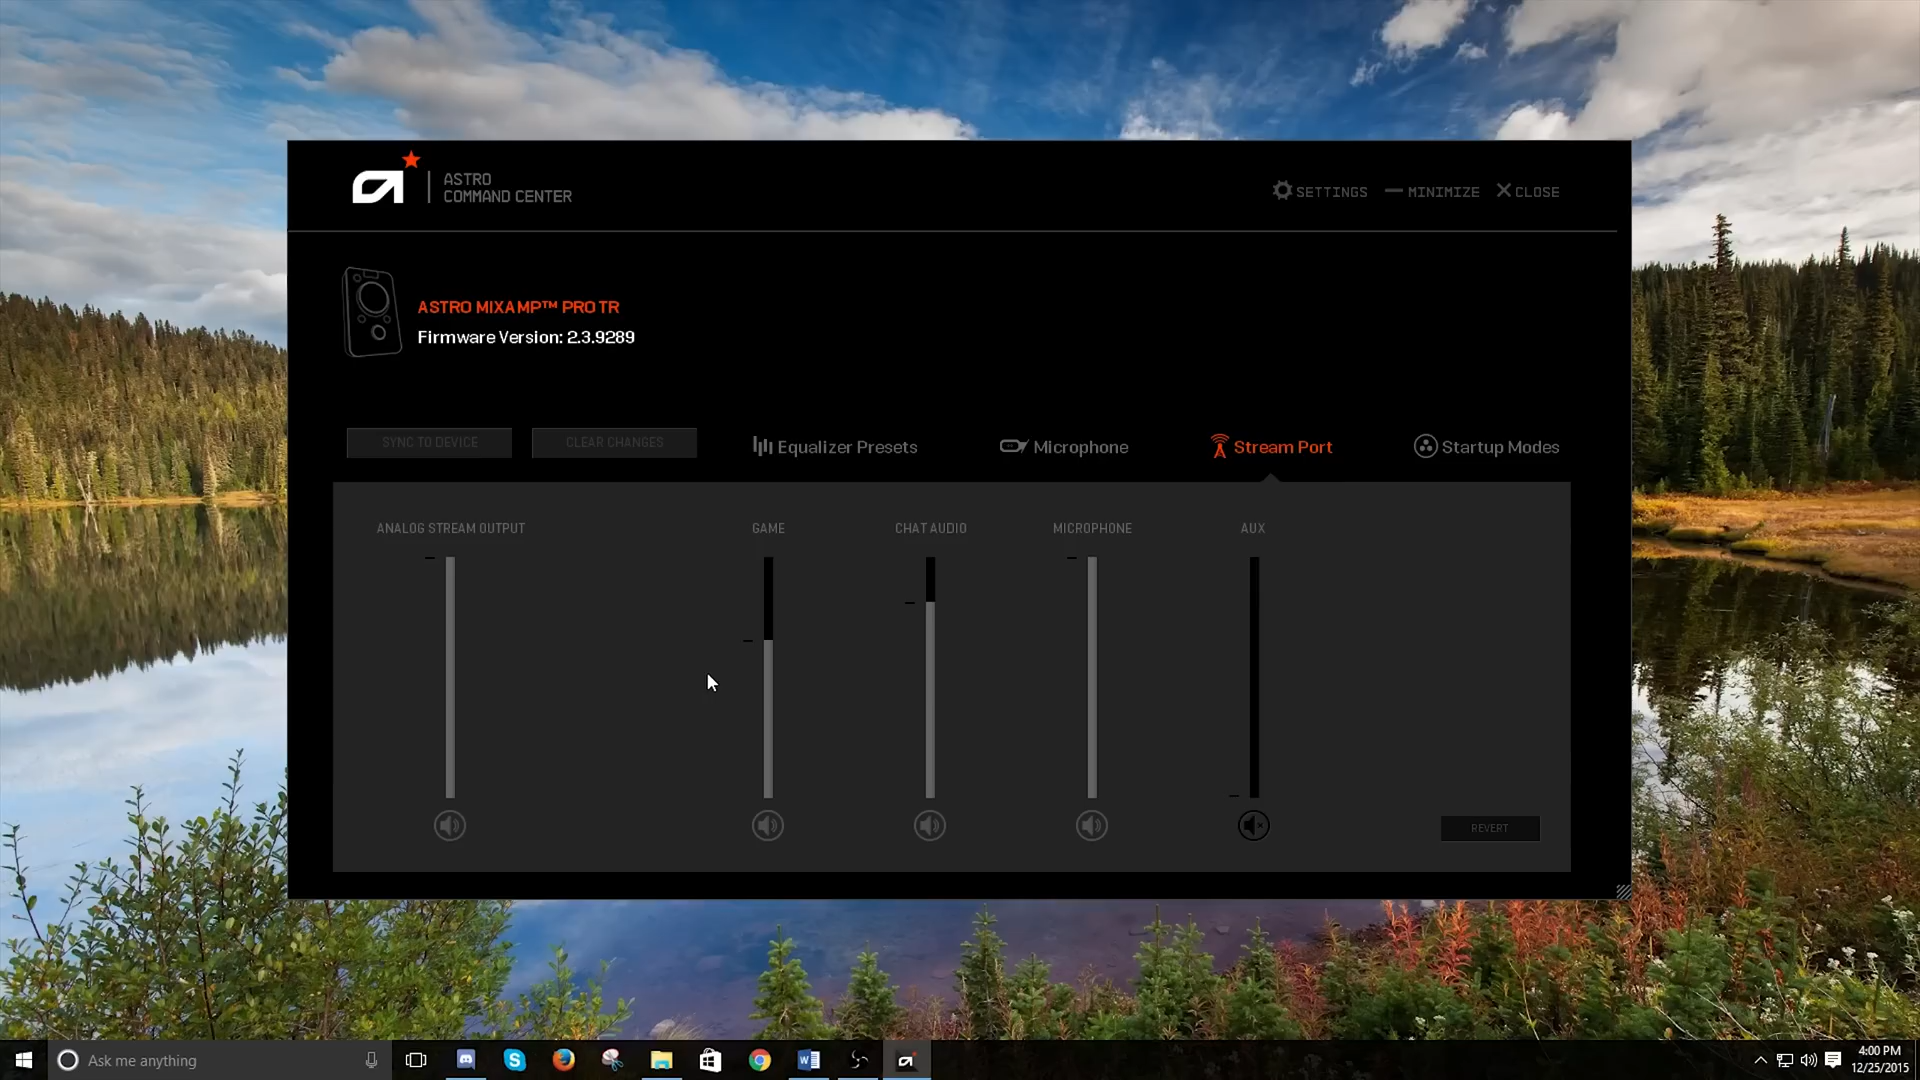 ASTRO
COMMAND CENTER
SETTINGS
MINIMIZE
CLOSE
ASTRO MIXAMP™ PRO TR
Firmware Version: 2.3.9289
SYNC TO DEVICE
CLEAR CHANGES
Equalizer Presets
Microphone
Stream Port
Startup Modes
ANALOG STREAM OUTPUT
GAME
CHAT AUDIO
MICROPHONE
AUX
REVERT
Ask me anything
4:00 PM
12/25/2015